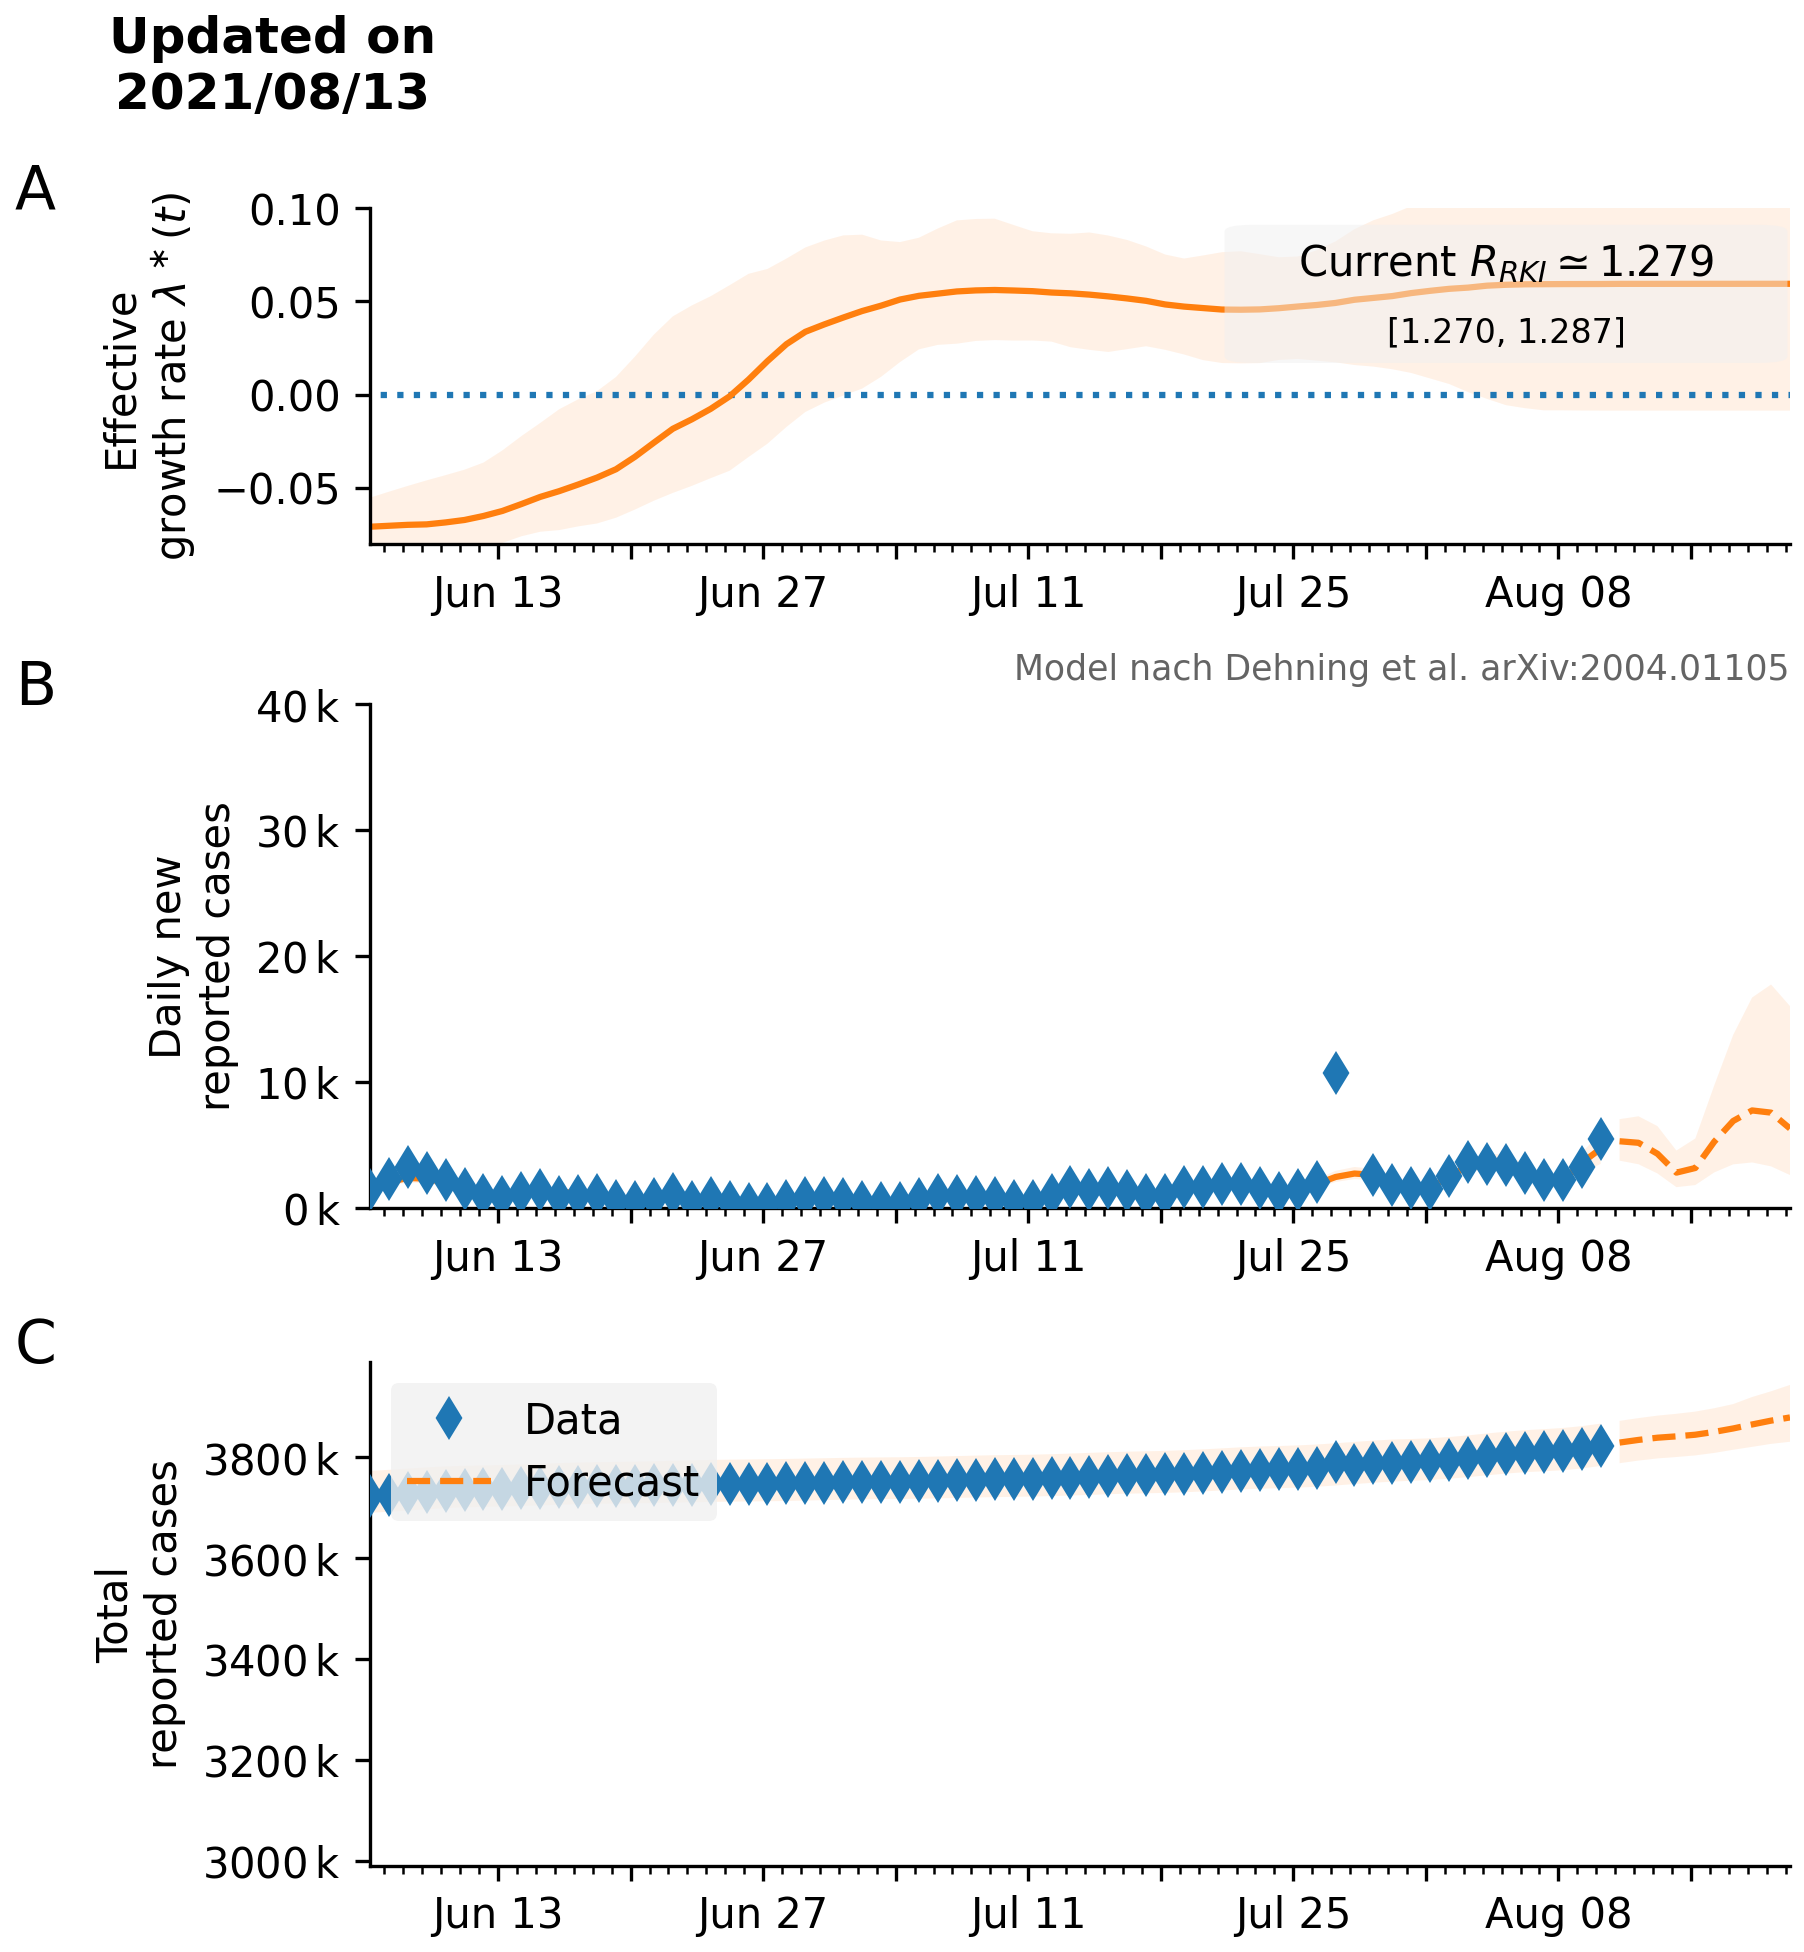 Updated on
2021/08/13
A
Effective
growth rate λ * (t)
0.10
0.05
0.00
−0.05
Current R_RKI ≃ 1.279
[1.270, 1.287]
Jun 13 Jun 27 Jul 11 Jul 25 Aug 08
Model nach Dehning et al. arXiv:2004.01105
B
Daily new
reported cases
40 k
30 k
20 k
10 k
0 k
Jun 13 Jun 27 Jul 11 Jul 25 Aug 08
C
Total
reported cases
Data
Forecast
3800 k
3600 k
3400 k
3200 k
3000 k
Jun 13 Jun 27 Jul 11 Jul 25 Aug 08